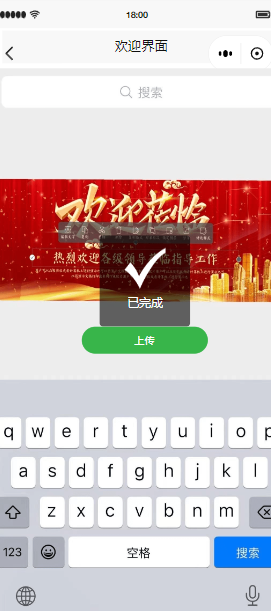 18:00
欢迎界面
搜索
欢迎莅临
热烈欢迎各级领导莅临指导工作
已完成
上传
q w e r t y u i o p
a s d f g h j k l
z x c v b n m
123 空格 搜索